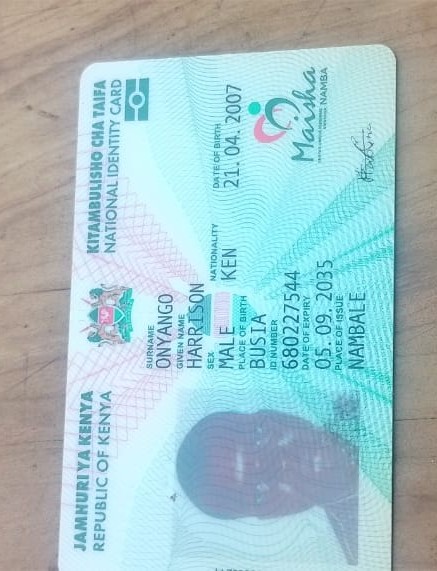 JAMHURI YA KENYA
REPUBLIC OF KENYA
KITAMBULISHO CHA TAIFA
NATIONAL IDENTITY CARD
SURNAME
ONYANGO
GIVEN NAME
HARRISON
SEX
MALE
NATIONALITY
KEN
DATE OF BIRTH
21. 04. 2007
PLACE OF BIRTH
BUSIA
ID NUMBER
680227544
DATE OF EXPIRY
05. 09. 2035
PLACE OF ISSUE
NAMBALE
Maisha
NAMBA